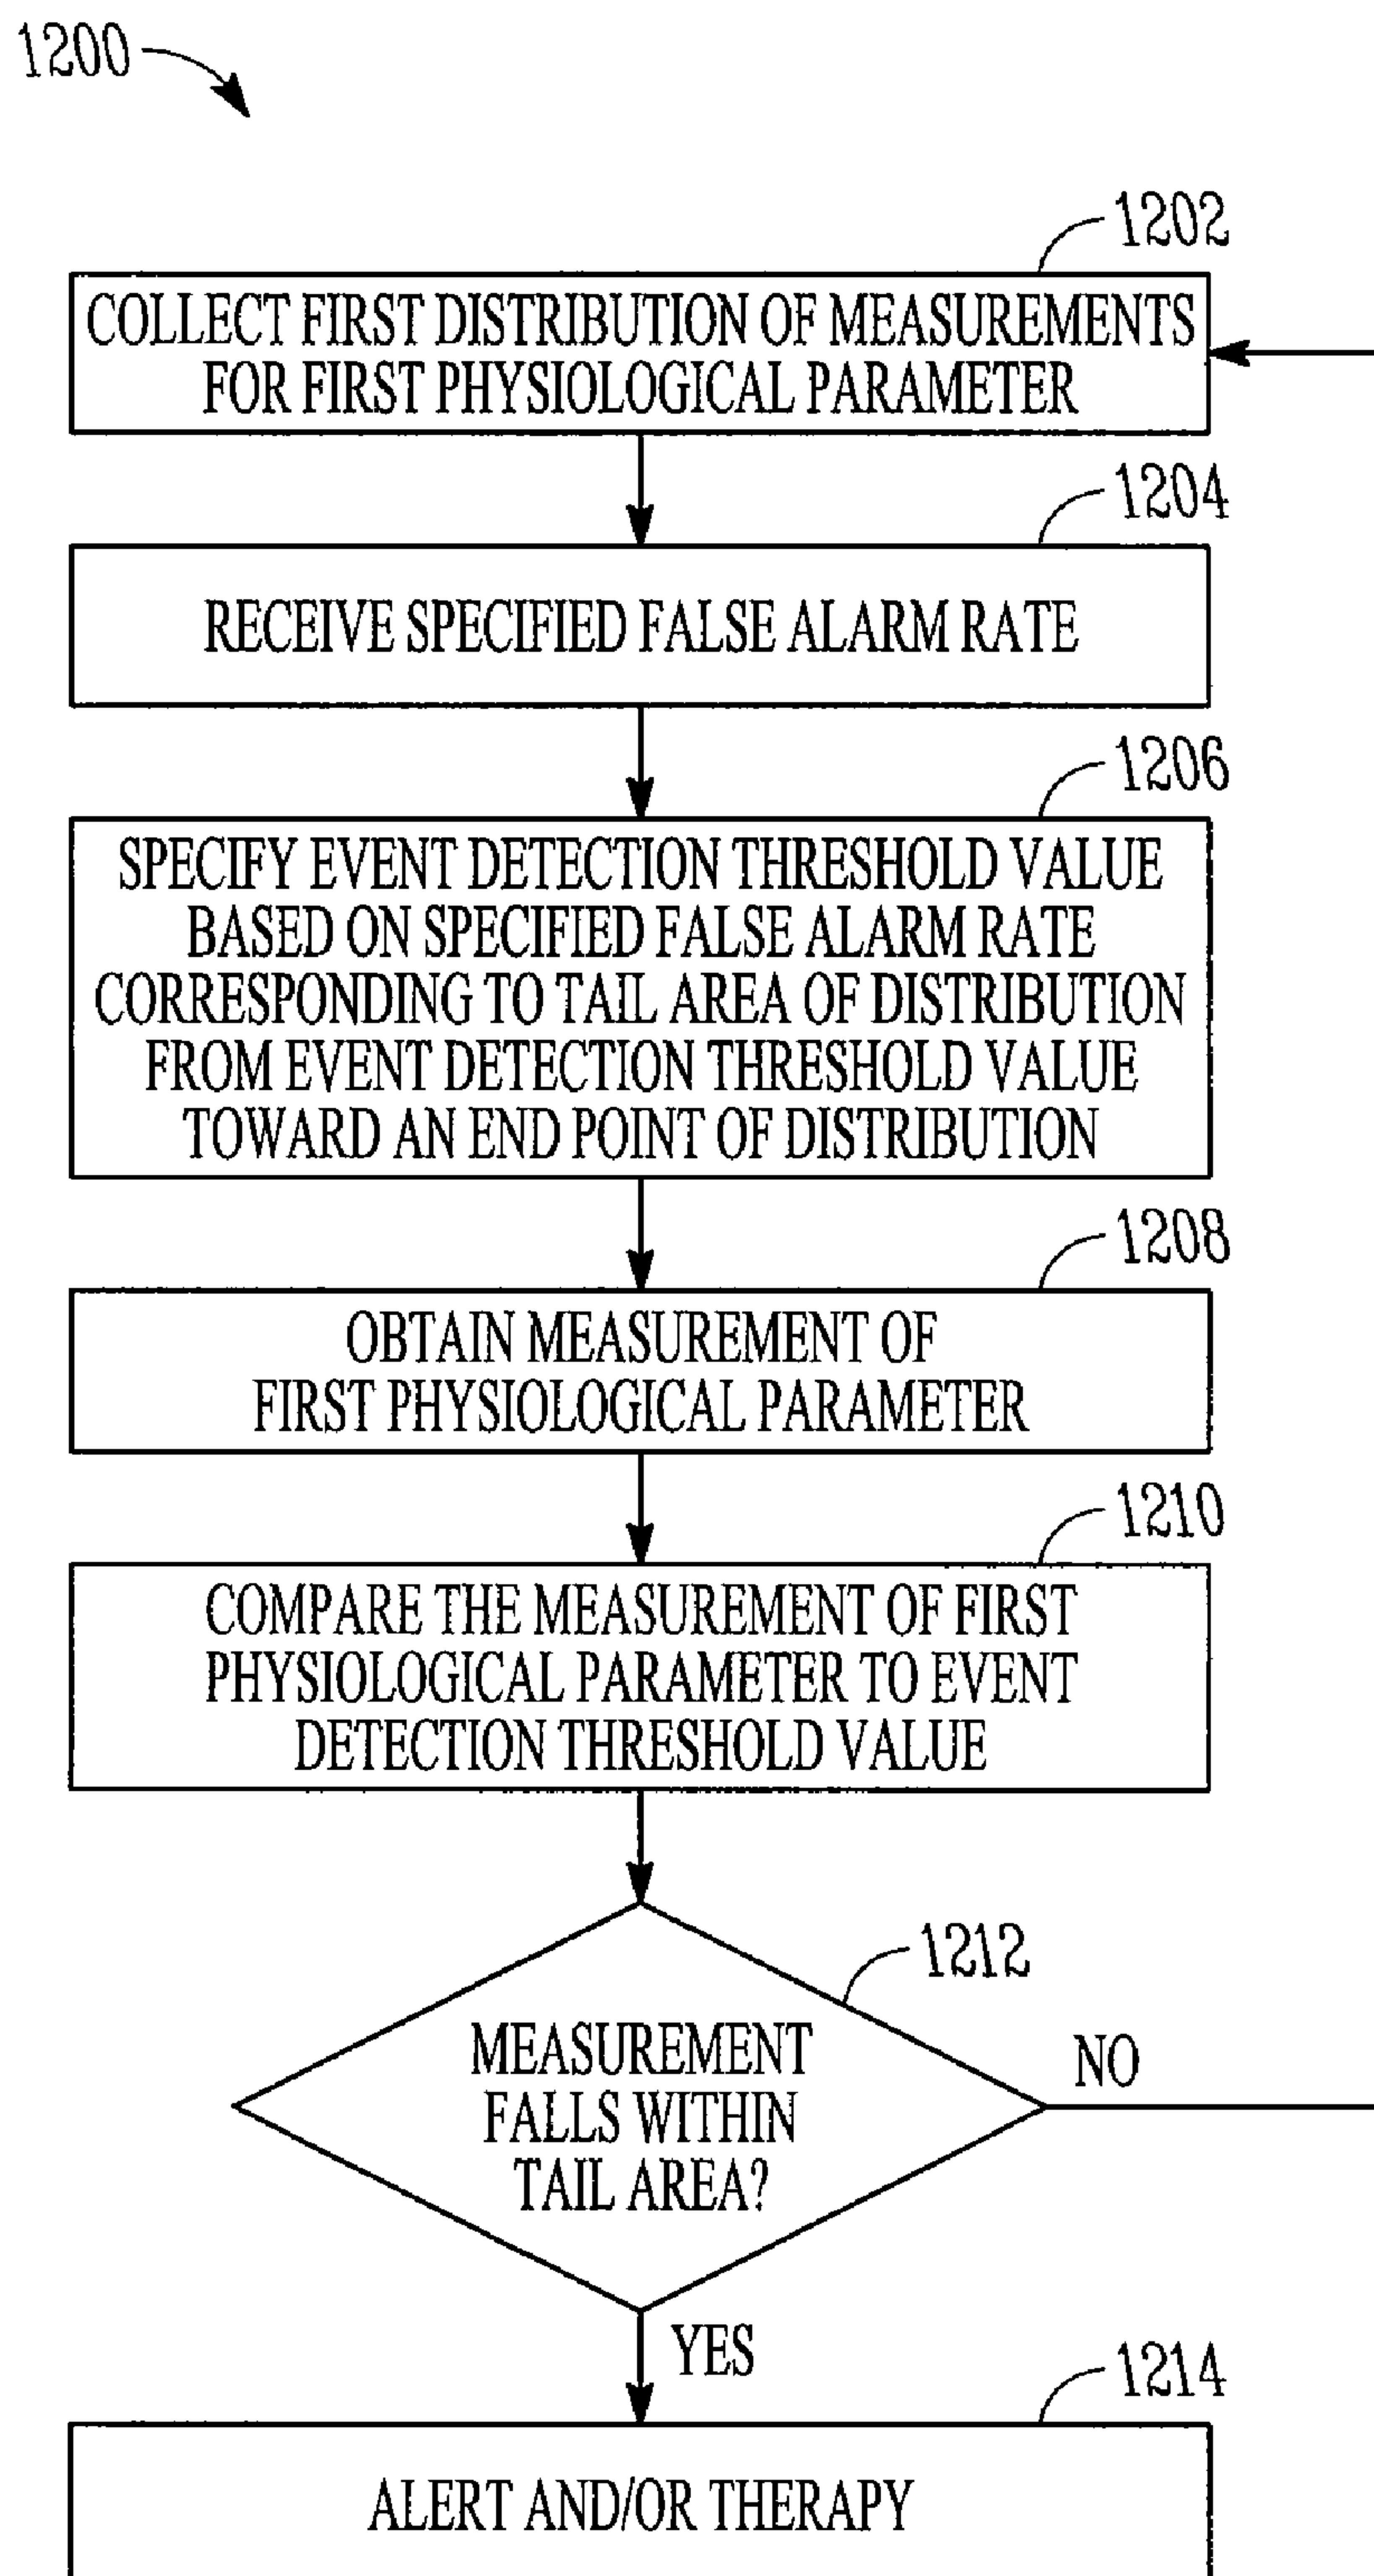 1200
1202
COLLECT FIRST DISTRIBUTION OF MEASUREMENTS
FOR FIRST PHYSIOLOGICAL PARAMETER
1204
RECEIVE SPECIFIED FALSE ALARM RATE
1206
SPECIFY EVENT DETECTION THRESHOLD VALUE
BASED ON SPECIFIED FALSE ALARM RATE
CORRESPONDING TO TAIL AREA OF DISTRIBUTION
FROM EVENT DETECTION THRESHOLD VALUE
TOWARD AN END POINT OF DISTRIBUTION
1208
OBTAIN MEASUREMENT OF
FIRST PHYSIOLOGICAL PARAMETER
1210
COMPARE THE MEASUREMENT OF FIRST
PHYSIOLOGICAL PARAMETER TO EVENT
DETECTION THRESHOLD VALUE
1212
MEASUREMENT
FALLS WITHIN
TAIL AREA?
NO
YES
1214
ALERT AND/OR THERAPY